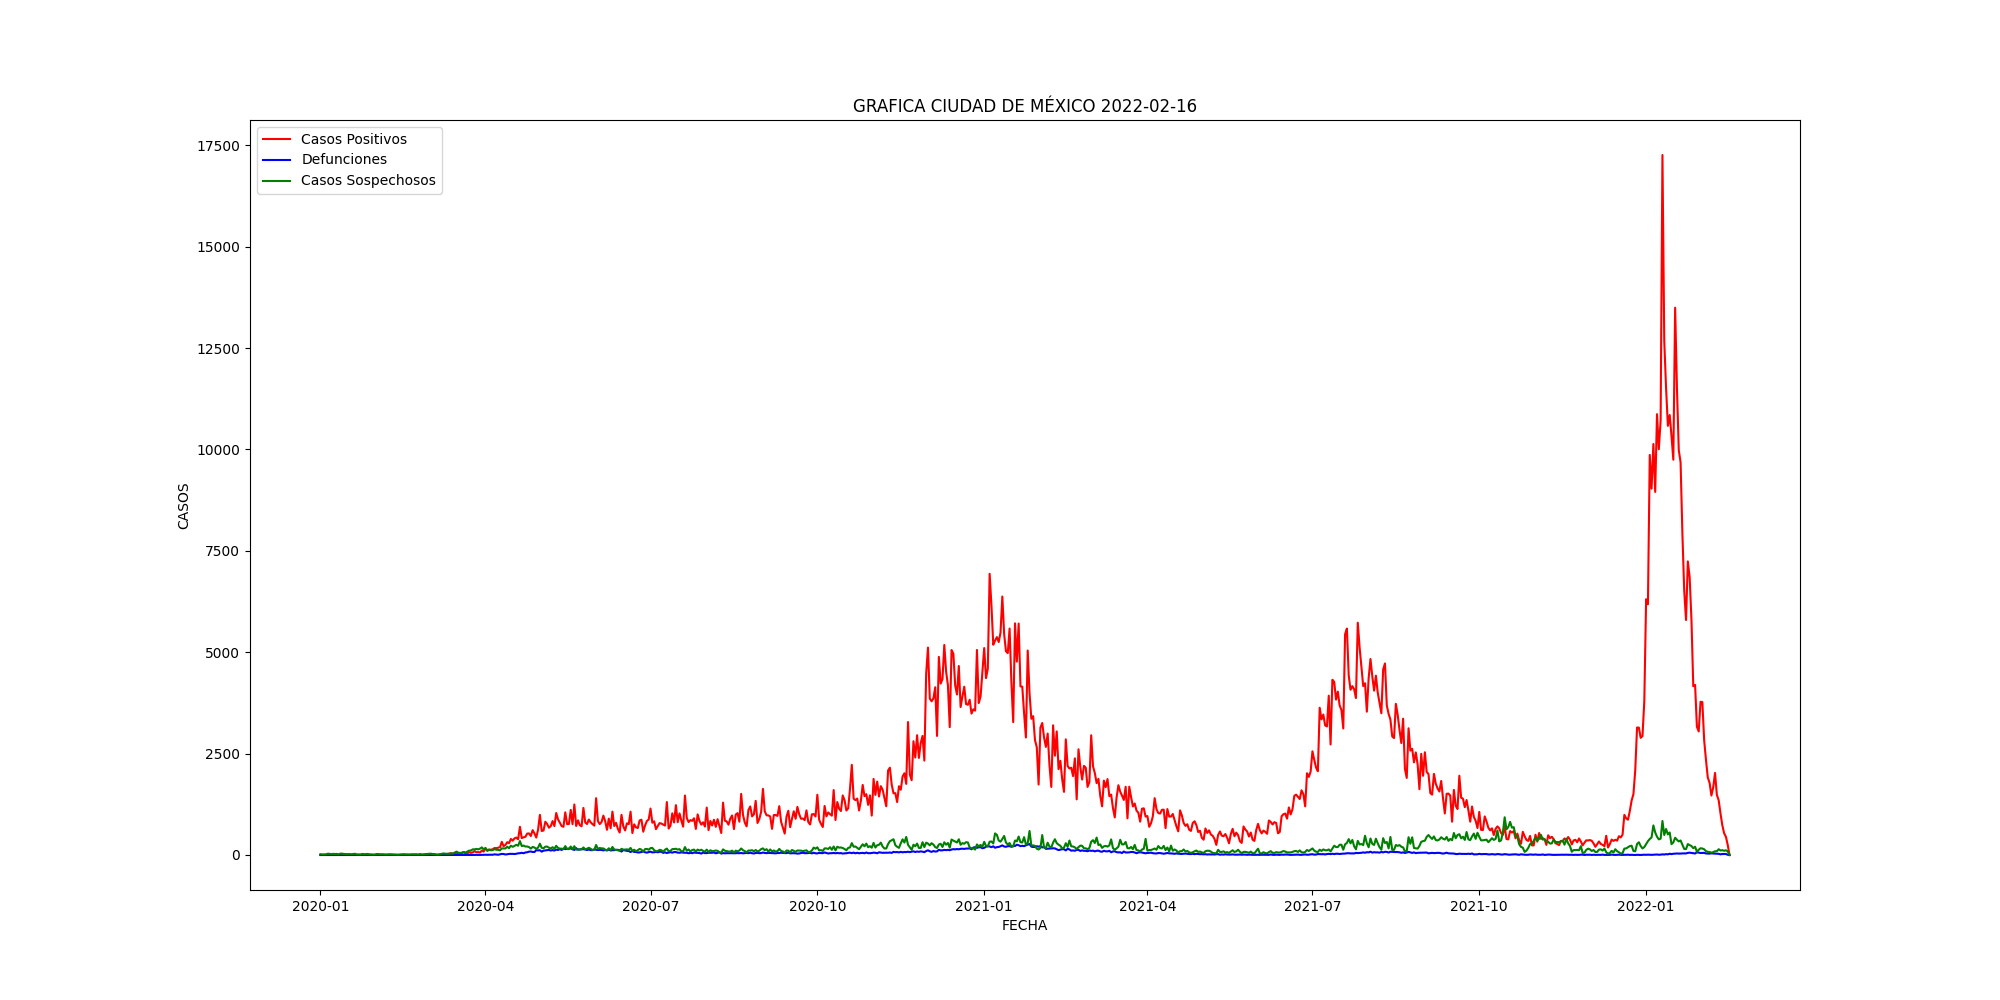 GRAFICA CIUDAD DE MÉXICO 2022-02-16
Casos Positivos
Defunciones
Casos Sospechosos
17500
15000
12500
10000
7500
5000
2500
0
CASOS
2020-01 2020-04 2020-07 2020-10 2021-01 2021-04 2021-07 2021-10 2022-01
FECHA